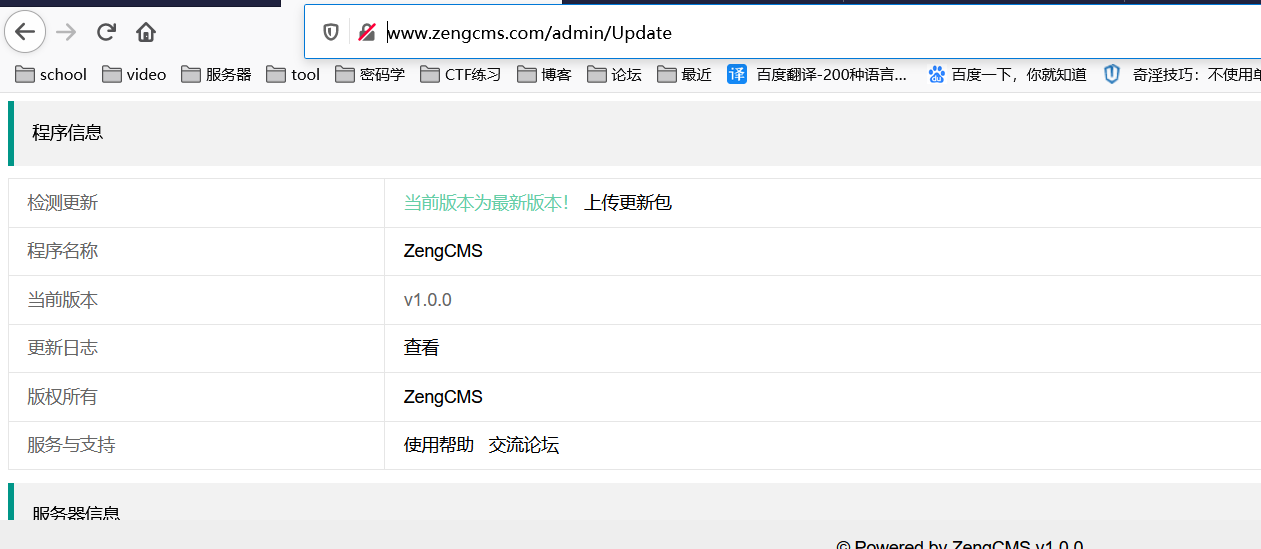 www.zengcms.com/admin/Update
school video 服务器 tool 密码学 CTF练习 博客 论坛 最近 译 百度翻译-200种语言... 百度一下，你就知道 奇淫技巧：不使用单
程序信息
检测更新 当前版本为最新版本！ 上传更新包
程序名称 ZengCMS
当前版本 v1.0.0
更新日志 查看
版权所有 ZengCMS
服务与支持 使用帮助 交流论坛
服务器信息
© Powered by ZengCMS v1.0.0